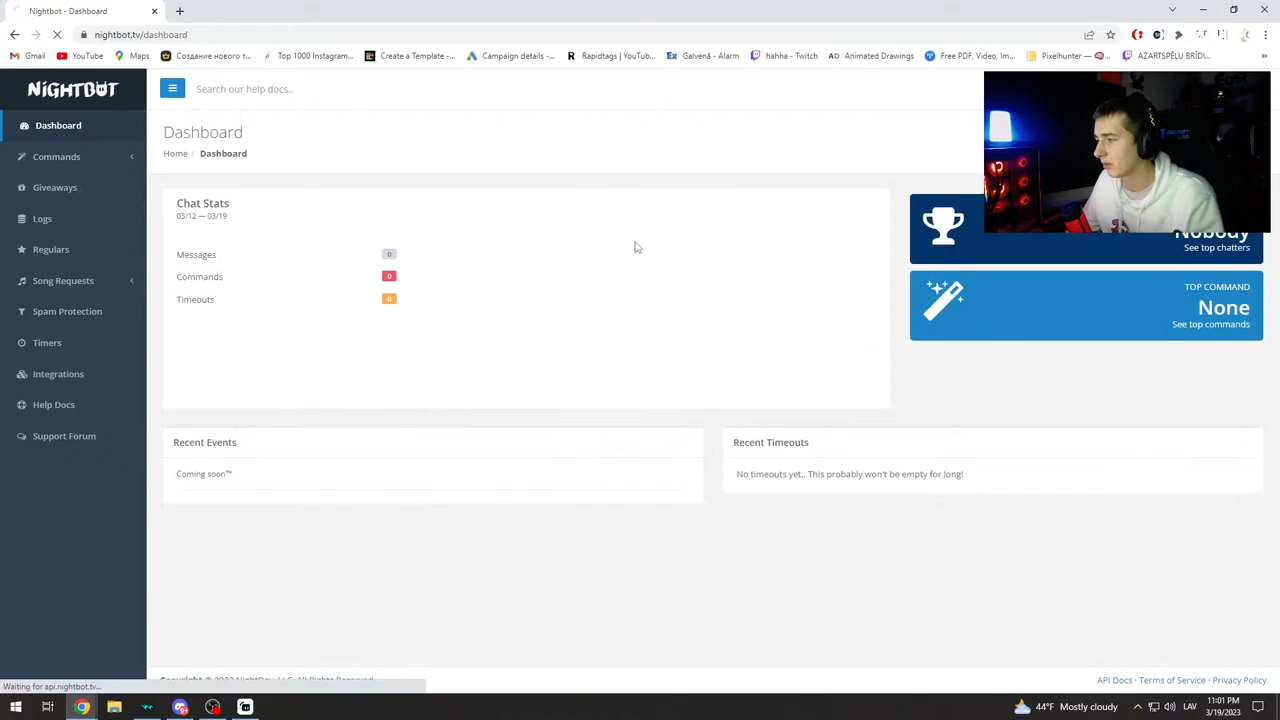 Nightbot - Dashboard
nightbot.tv/dashboard
Gmail
YouTube
Maps
Создание нового т...
Top 1000 Instagram...
Create a Template -...
Campaign details -...
Rapidtags | YouTub...
Galvenā - Alarm
hahha - Twitch
AD Animated Drawings
Free PDF, Video, Im...
Pixelhunter —
AZARTSPĒĻU BRĪDI...
NiGHTBOT
Search our help docs..
Dashboard
Dashboard
Home / Dashboard
Commands
Giveaways
Logs
Regulars
Song Requests
Spam Protection
Timers
Integrations
Help Docs
Support Forum
Chat Stats
03/12 — 03/19
Messages 0
Commands 0
Timeouts 0
Nobody
See top chatters
TOP COMMAND
None
See top commands
Recent Events
Coming soon™
Recent Timeouts
No timeouts yet.. This probably won't be empty for long!
API Docs · Terms of Service · Privacy Policy
Waiting for api.nightbot.tv...
44°F Mostly cloudy
LAV
11:01 PM
3/19/2023